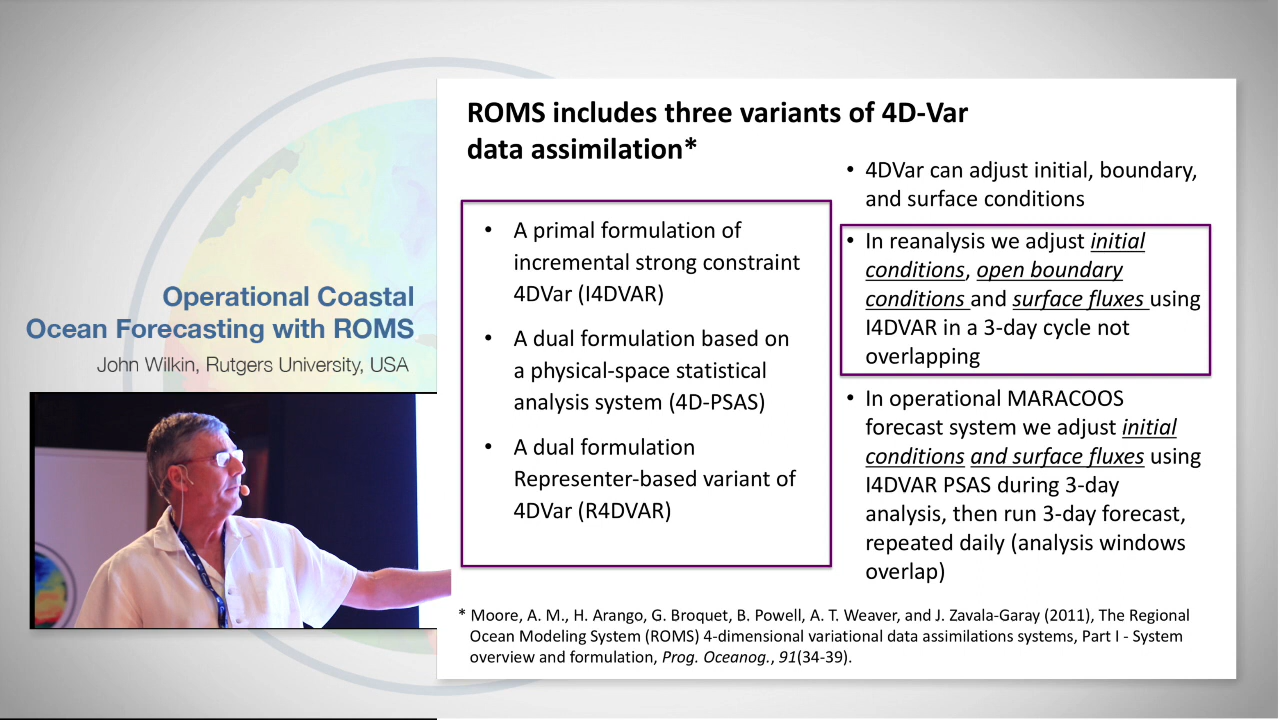 ROMS includes three variants of 4D-Var
data assimilation*
• A primal formulation of
incremental strong constraint
4DVar (I4DVAR)
• A dual formulation based on
a physical-space statistical
analysis system (4D-PSAS)
• A dual formulation
Representer-based variant of
4DVar (R4DVAR)
• 4DVar can adjust initial, boundary,
and surface conditions
• In reanalysis we adjust initial
conditions, open boundary
conditions and surface fluxes using
I4DVAR in a 3-day cycle not
overlapping
• In operational MARACOOS
forecast system we adjust initial
conditions and surface fluxes using
I4DVAR PSAS during 3-day
analysis, then run 3-day forecast,
repeated daily (analysis windows
overlap)
* Moore, A. M., H. Arango, G. Broquet, B. Powell, A. T. Weaver, and J. Zavala-Garay (2011), The Regional
Ocean Modeling System (ROMS) 4-dimensional variational data assimilations systems, Part I - System
overview and formulation, Prog. Oceanog., 91(34-39).
Operational Coastal
Ocean Forecasting with ROMS
John Wilkin, Rutgers University, USA